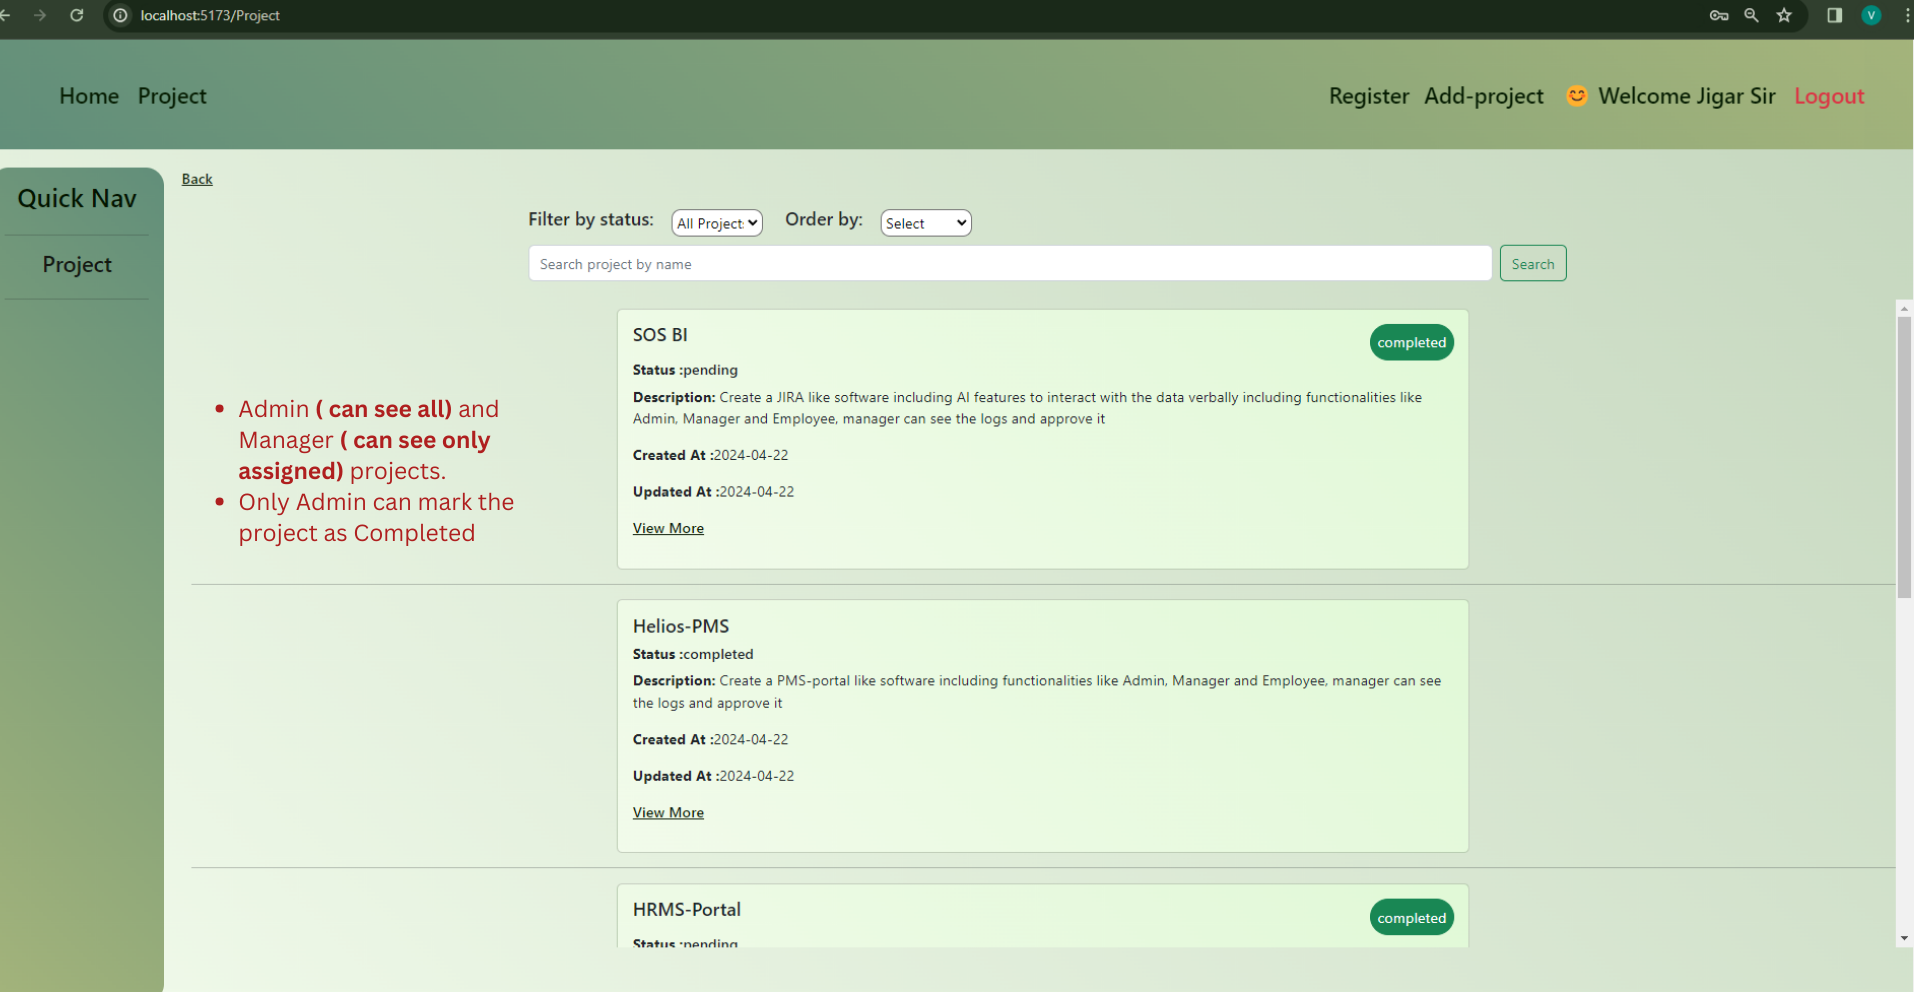 localhost:5173/Project
V
Home Project
Register Add-project 😊 Welcome Jigar Sir Logout
Quick Nav
Project
Back
Filter by status: All Project Order by: Select
Search project by name
Search
• Admin ( can see all) and
Manager ( can see only
assigned) projects.
• Only Admin can mark the
project as Completed
SOS BI
completed
Status :pending
Description: Create a JIRA like software including AI features to interact with the data verbally including functionalities like
Admin, Manager and Employee, manager can see the logs and approve it
Created At :2024-04-22
Updated At :2024-04-22
View More
Helios-PMS
Status :completed
Description: Create a PMS-portal like software including functionalities like Admin, Manager and Employee, manager can see
the logs and approve it
Created At :2024-04-22
Updated At :2024-04-22
View More
HRMS-Portal
completed
Status :pending